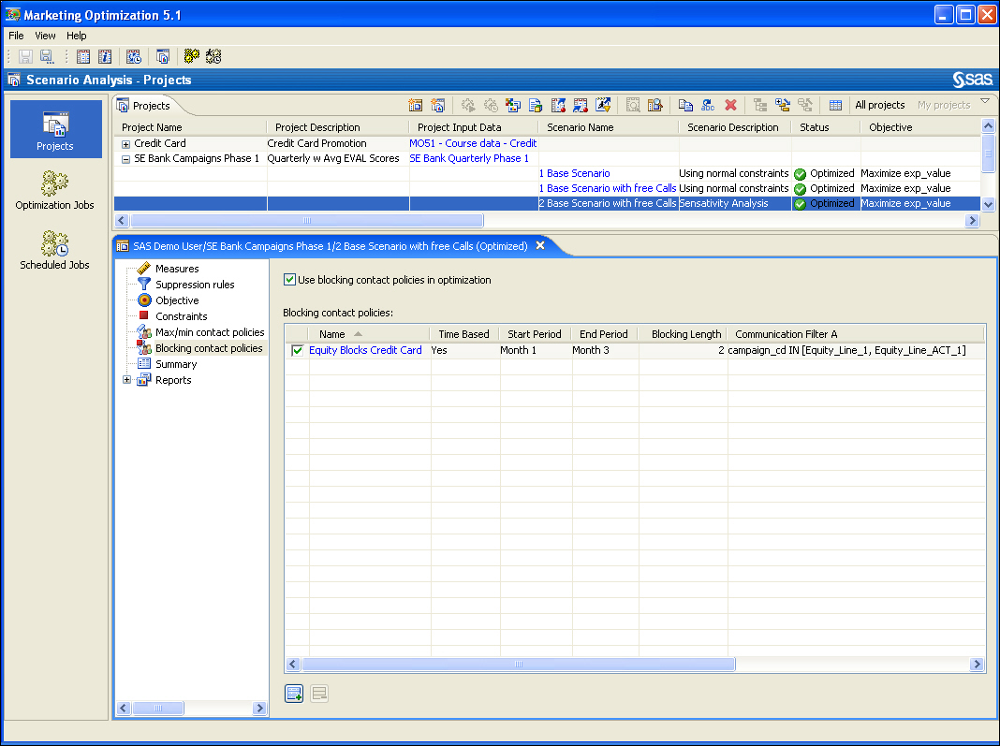 Marketing Optimization 5.1
File View Help
Scenario Analysis - Projects
sas
Projects
Optimization Jobs
Scheduled Jobs
Projects
All projects My projects
Project Name Project Description Project Input Data Scenario Name Scenario Description Status Objective
Credit Card Credit Card Promotion MO51 - Course data - Credit
SE Bank Campaigns Phase 1 Quarterly w Avg EVAL Scores SE Bank Quarterly Phase 1
1 Base Scenario Using normal constraints Optimized Maximize exp_value
1 Base Scenario with free Calls Using normal constraints Optimized Maximize exp_value
2 Base Scenario with free Calls Sensativity Analysis Optimized Maximize exp_value
SAS Demo User/SE Bank Campaigns Phase 1/2 Base Scenario with free Calls (Optimized)
Measures
Suppression rules
Objective
Constraints
Max/min contact policies
Blocking contact policies
Summary
Reports
Use blocking contact policies in optimization
Blocking contact policies:
Name Time Based Start Period End Period Blocking Length Communication Filter A
Equity Blocks Credit Card Yes Month 1 Month 3 2 campaign_cd IN [Equity_Line_1, Equity_Line_ACT_1]